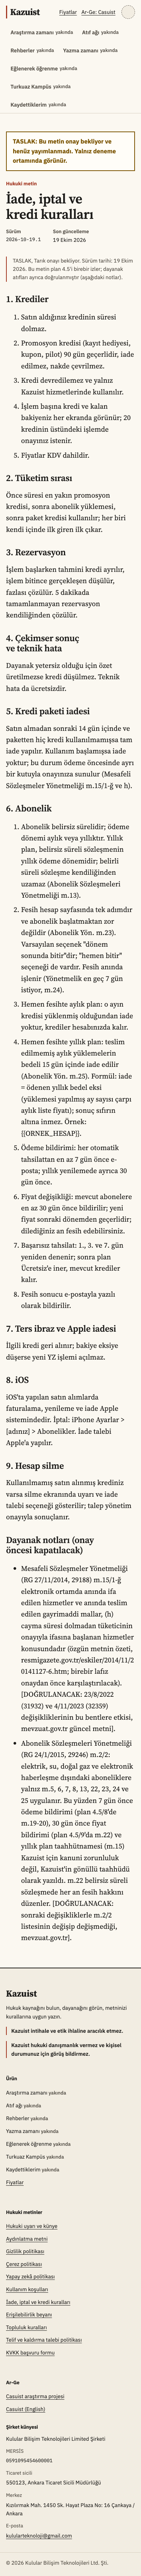 Kasuist
Fiyatlar Ar-Ge: Casuist
Araştırma zamanı yakında Atıf ağı yakında
Rehberler yakında Yazma zamanı yakında
Eğlenerek öğrenme yakında
Turkuaz Kampüs yakında
Kaydettiklerim yakında
TASLAK: Bu metin onay bekliyor ve
henüz yayımlanmadı. Yalnız deneme
ortamında görünür.
Hukuki metin
İade, iptal ve
kredi kuralları
Sürüm Son güncelleme
2026-10-19.1 19 Ekim 2026
TASLAK, Tarık onayı bekliyor. Sürüm tarihi: 19 Ekim
2026. Bu metin plan 4.5'i birebir izler; dayanak
atıfları ayrıca doğrulanmıştır (aşağıdaki notlar).
1. Krediler
1. Satın aldığınız kredinin süresi
dolmaz.
2. Promosyon kredisi (kayıt hediyesi,
kupon, pilot) 90 gün geçerlidir, iade
edilmez, nakde çevrilmez.
3. Kredi devredilemez ve yalnız
Kasuist hizmetlerinde kullanılır.
4. İşlem başına kredi ve kalan
bakiyeniz her ekranda görünür; 20
kredinin üstündeki işlemde
onayınız istenir.
5. Fiyatlar KDV dahildir.
2. Tüketim sırası
Önce süresi en yakın promosyon
kredisi, sonra abonelik yüklemesi,
sonra paket kredisi kullanılır; her biri
kendi içinde ilk giren ilk çıkar.
3. Rezervasyon
İşlem başlarken tahmini kredi ayrılır,
işlem bitince gerçekleşen düşülür,
fazlası çözülür. 5 dakikada
tamamlanmayan rezervasyon
kendiliğinden çözülür.
4. Çekimser sonuç
ve teknik hata
Dayanak yetersiz olduğu için özet
üretilmezse kredi düşülmez. Teknik
hata da ücretsizdir.
5. Kredi paketi iadesi
Satın almadan sonraki 14 gün içinde ve
paketten hiç kredi kullanılmamışsa tam
iade yapılır. Kullanım başlamışsa iade
yoktur; bu durum ödeme öncesinde ayrı
bir kutuyla onayınıza sunulur (Mesafeli
Sözleşmeler Yönetmeliği m.15/1-ğ ve h).
6. Abonelik
1. Abonelik belirsiz sürelidir; ödeme
dönemi aylık veya yıllıktır. Yıllık
plan, belirsiz süreli sözleşmenin
yıllık ödeme dönemidir; belirli
süreli sözleşme kendiliğinden
uzamaz (Abonelik Sözleşmeleri
Yönetmeliği m.13).
2. Fesih hesap sayfasında tek adımdır
ve abonelik başlatmaktan zor
değildir (Abonelik Yön. m.23).
Varsayılan seçenek "dönem
sonunda bitir"dir; "hemen bitir"
seçeneği de vardır. Fesih anında
işlenir (Yönetmelik en geç 7 gün
istiyor, m.24).
3. Hemen fesihte aylık plan: o ayın
kredisi yüklenmiş olduğundan iade
yoktur, krediler hesabınızda kalır.
4. Hemen fesihte yıllık plan: teslim
edilmemiş aylık yüklemelerin
bedeli 15 gün içinde iade edilir
(Abonelik Yön. m.25). Formül: iade
= ödenen yıllık bedel eksi
(yüklemesi yapılmış ay sayısı çarpı
aylık liste fiyatı); sonuç sıfırın
altına inmez. Örnek:
{{ORNEK_HESAP}}.
5. Ödeme bildirimi: her otomatik
tahsilattan en az 7 gün önce e-
posta; yıllık yenilemede ayrıca 30
gün önce.
6. Fiyat değişikliği: mevcut abonelere
en az 30 gün önce bildirilir; yeni
fiyat sonraki dönemden geçerlidir;
dilediğiniz an fesih edebilirsiniz.
7. Başarısız tahsilat: 1., 3. ve 7. gün
yeniden denenir; sonra plan
Ücretsiz'e iner, mevcut krediler
kalır.
8. Fesih sonucu e-postayla yazılı
olarak bildirilir.
7. Ters ibraz ve Apple iadesi
İlgili kredi geri alınır; bakiye eksiye
düşerse yeni YZ işlemi açılmaz.
8. iOS
iOS'ta yapılan satın alımlarda
faturalama, yenileme ve iade Apple
sistemindedir. İptal: iPhone Ayarlar >
[adınız] > Abonelikler. İade talebi
Apple'a yapılır.
9. Hesap silme
Kullanılmamış satın alınmış krediniz
varsa silme ekranında uyarı ve iade
talebi seçeneği gösterilir; talep yönetim
onayıyla sonuçlanır.
Dayanak notları (onay
öncesi kapatılacak)
• Mesafeli Sözleşmeler Yönetmeliği
(RG 27/11/2014, 29188) m.15/1-ğ
elektronik ortamda anında ifa
edilen hizmetler ve anında teslim
edilen gayrimaddi mallar, (h)
cayma süresi dolmadan tüketicinin
onayıyla ifasına başlanan hizmetler
konusundadır (özgün metnin özeti,
resmigazete.gov.tr/eskiler/2014/11/2
0141127-6.htm; birebir lafız
onaydan önce karşılaştırılacak).
[DOĞRULANACAK: 23/8/2022
(31932) ve 4/11/2023 (32359)
değişikliklerinin bu bentlere etkisi,
mevzuat.gov.tr güncel metni].
• Abonelik Sözleşmeleri Yönetmeliği
(RG 24/1/2015, 29246) m.2/2:
elektrik, su, doğal gaz ve elektronik
haberleşme dışındaki aboneliklere
yalnız m.5, 6, 7, 8, 13, 22, 23, 24 ve
25 uygulanır. Bu yüzden 7 gün önce
ödeme bildirimi (plan 4.5/8'de
m.19-20), 30 gün önce fiyat
bildirimi (plan 4.5/9'da m.22) ve
yıllık plan taahhütnamesi (m.15)
Kasuist için kanuni zorunluluk
değil, Kasuist'in gönüllü taahhüdü
olarak yazıldı. m.22 belirsiz süreli
sözleşmede her an fesih hakkını
düzenler. [DOĞRULANACAK:
sonraki değişikliklerle m.2/2
listesinin değişip değişmediği,
mevzuat.gov.tr].
Kasuist
Hukuk kaynağını bulun, dayanağını görün, metninizi
kurallarına uygun yazın.
Kasuist intihale ve etik ihlaline aracılık etmez.
Kasuist hukuki danışmanlık vermez ve kişisel
durumunuz için görüş bildirmez.
Ürün
Araştırma zamanı yakında
Atıf ağı yakında
Rehberler yakında
Yazma zamanı yakında
Eğlenerek öğrenme yakında
Turkuaz Kampüs yakında
Kaydettiklerim yakında
Fiyatlar
Hukuki metinler
Hukuki uyarı ve künye
Aydınlatma metni
Gizlilik politikası
Çerez politikası
Yapay zekâ politikası
Kullanım koşulları
İade, iptal ve kredi kuralları
Erişilebilirlik beyanı
Topluluk kuralları
Telif ve kaldırma talebi politikası
KVKK başvuru formu
Ar-Ge
Casuist araştırma projesi
Casuist (English)
Şirket künyesi
Kulular Bilişim Teknolojileri Limited Şirketi
MERSİS
0591095454600001
Ticaret sicili
550123, Ankara Ticaret Sicili Müdürlüğü
Merkez
Kızılırmak Mah. 1450 Sk. Hayat Plaza No: 16 Çankaya /
Ankara
E-posta
kulularteknoloji@gmail.com
© 2026 Kulular Bilişim Teknolojileri Ltd. Şti.